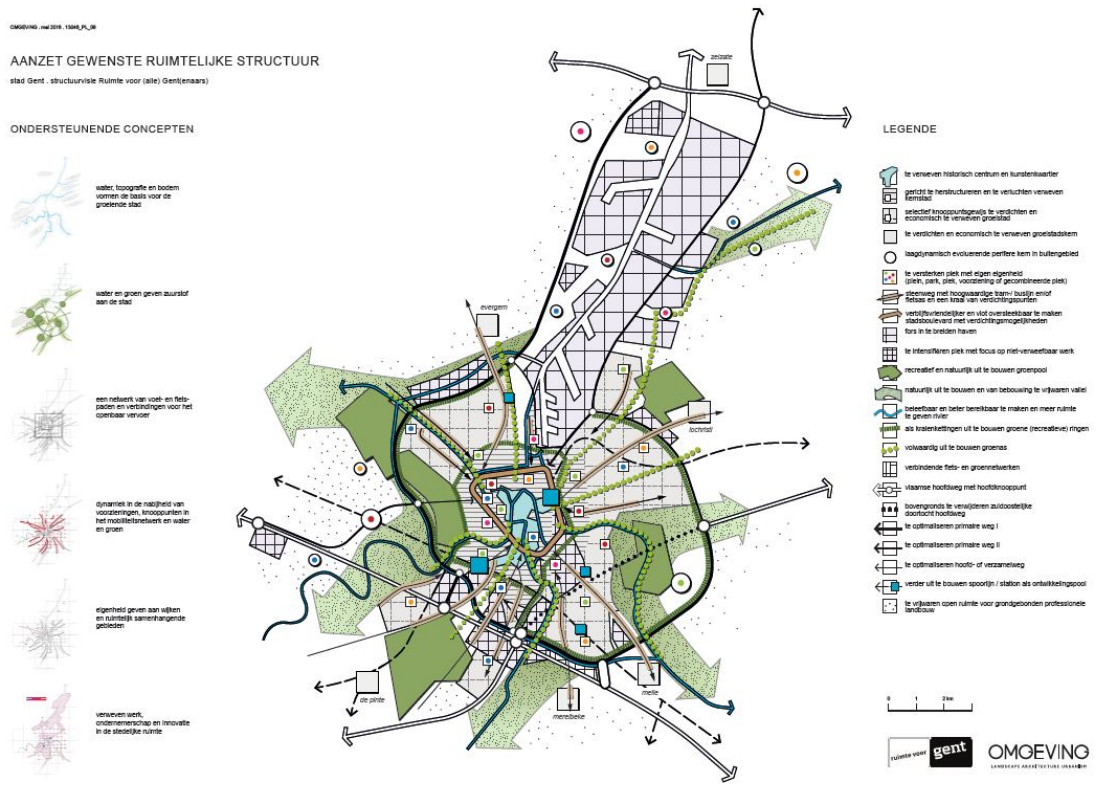 OMGEVING . mei 2016 . 15046_PL_06
AANZET GEWENSTE RUIMTELIJKE STRUCTUUR
stad Gent . structuurvisie Ruimte voor (alle) Gent(enaars)
ONDERSTEUNENDE CONCEPTEN
water, topografie en bodem
vormen de basis voor de
groeiende stad
water en groen geven zuurstof
aan de stad
een netwerk van voet- en fiets-
paden en verbindingen voor het
openbaar vervoer
dynamiek in de nabijheid van
voorzieningen, knooppunten in
het mobiliteitsnetwerk en water
en groen
eigenheid geven aan wijken
en ruimtelijk samenhangende
gebieden
verweven werk,
ondernemerschap en innovatie
in de stedelijke ruimte
zelzate
evergem
lochristi
de pinte
merelbeke
melle
LEGENDE
te verweven historisch centrum en kunstenkwartier
gericht te herstructureren en te verluchten verweven
kernstad
selectief knooppuntsgewijs te verdichten en
economisch te verweven groeistad
te verdichten en economisch te verweven groeistadskern
laagdynamisch evoluerende perifere kern in buitengebied
te versterken plek met eigen eigenheid
(plein, park, plek, voorziening of gecombineerde plek)
steenweg met hoogwaardige tram-/ buslijn en/of
fietsas en een kraal van verdichtingspunten
verblijfsvriendelijker en vlot oversteekbaar te maken
stadsboulevard met verdichtingsmogelijkheden
fors in te breiden haven
te intensifiëren plek met focus op niet-verweefbaar werk
recreatief en natuurlijk uit te bouwen groenpool
natuurlijk uit te bouwen en van bebouwing te vrijwaren vallei
beleefbaar en beter bereikbaar te maken en meer ruimte
te geven rivier
als kralenkettingen uit te bouwen groene (recreatieve) ringen
volwaardig uit te bouwen groenas
verbindende fiets- en groennetwerken
vlaamse hoofdweg met hoofdknooppunt
bovengronds te verwijderen zuidoostelijke
doortocht hoofdweg
te optimaliseren primaire weg I
te optimaliseren primaire weg II
te optimaliseren hoofd- of verzamelweg
verder uit te bouwen spoorlijn / station als ontwikkelingspool
te vrijwaren open ruimte voor grondgebonden professionele
landbouw
0 1 2 km
ruimte voor gent
OMGEVING
LANDSCAPE ARCHITECTURE URBANISM